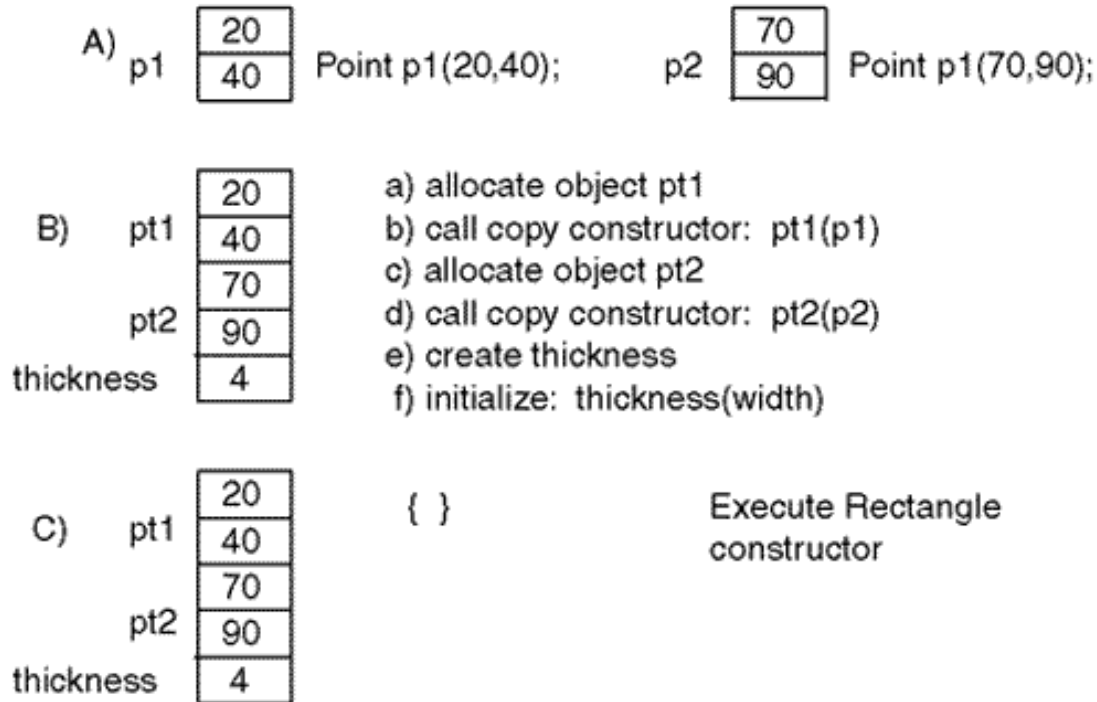 A) p1 20 40 Point p1(20,40); p2 70 90 Point p1(70,90);
B) pt1 20 40
pt2 70 90
thickness 4
a) allocate object pt1
b) call copy constructor: pt1(p1)
c) allocate object pt2
d) call copy constructor: pt2(p2)
e) create thickness
f) initialize: thickness(width)
C) pt1 20 40
pt2 70 90
thickness 4
{ }
Execute Rectangle
constructor